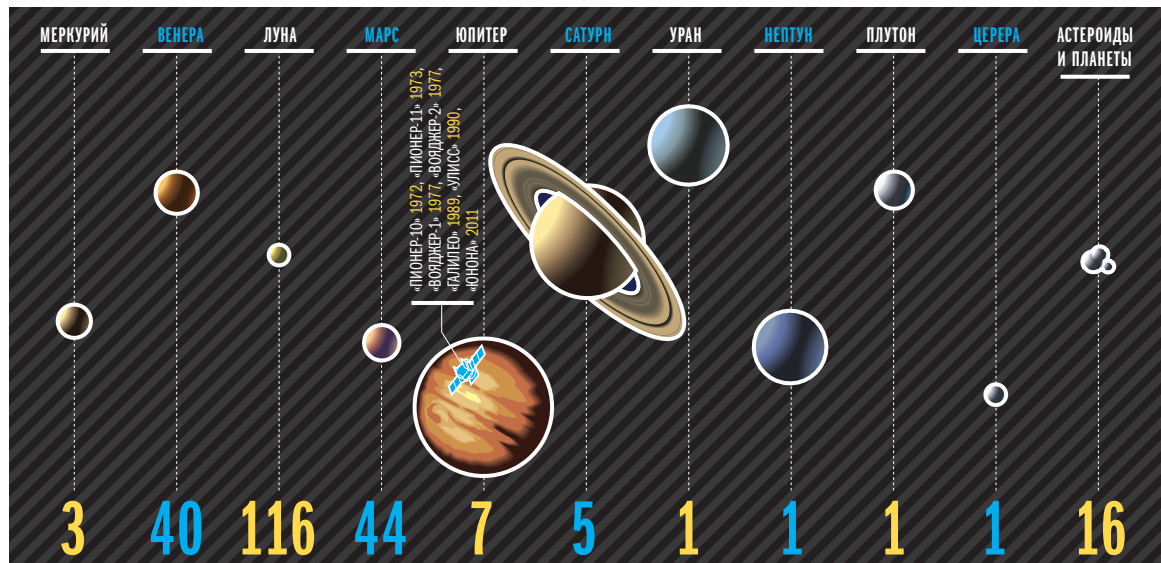 МЕРКУРИЙ
ВЕНЕРА
ЛУНА
МАРС
ЮПИТЕР
САТУРН
УРАН
НЕПТУН
ПЛУТОН
ЦЕРЕРА
АСТЕРОИДЫ
И ПЛАНЕТЫ
«ПИОНЕР-10» 1972, «ПИОНЕР-11» 1973,
«ВОЯДЖЕР-1» 1977, «ВОЯДЖЕР-2» 1977,
«ГАЛИЛЕО» 1989, «УЛИСС» 1990,
«ЮНОНА» 2011
3
40
116
44
7
5
1
1
1
1
16